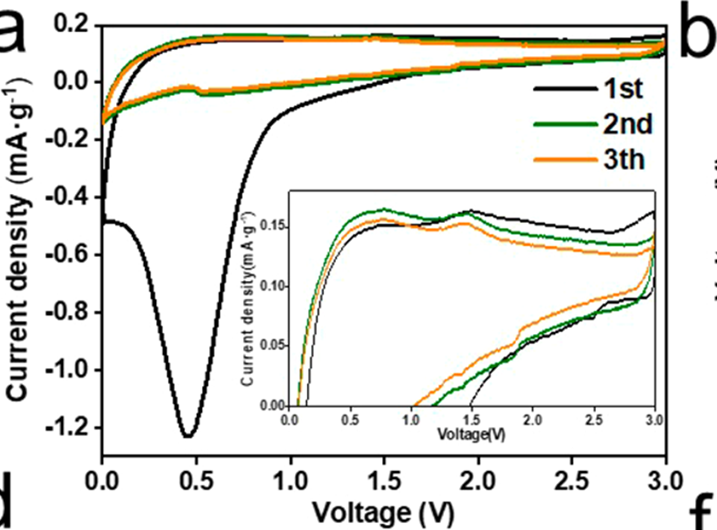 a
b
0.2
0.0
-0.2
-0.4
-0.6
-0.8
-1.0
-1.2
Current density (mA·g⁻¹)
1st
2nd
3th
0.15
0.10
0.05
0.00
Current density(mA·g⁻¹)
0.0 0.5 1.0 1.5 2.0 2.5 3.0
Voltage(V)
0.0 0.5 1.0 1.5 2.0 2.5 3.0
Voltage (V)
d
f